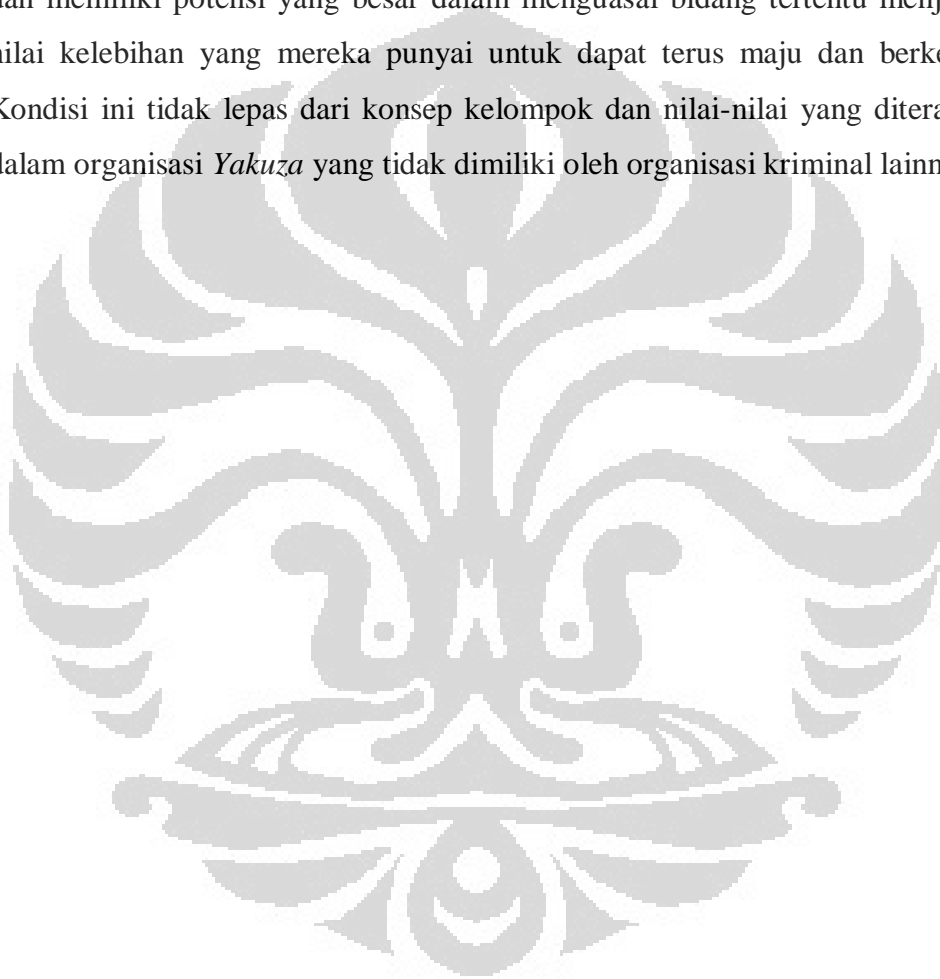 dan memiliki potensi yang besar dalam menguasai bidang tertentu
nilai kelebihan yang mereka punyai untuk dapat terus maju dan
Kondisi ini tidak lepas dari konsep kelompok dan nilai-nilai yang
dalam organisasi Yakuza yang tidak dimiliki oleh organisasi kriminal